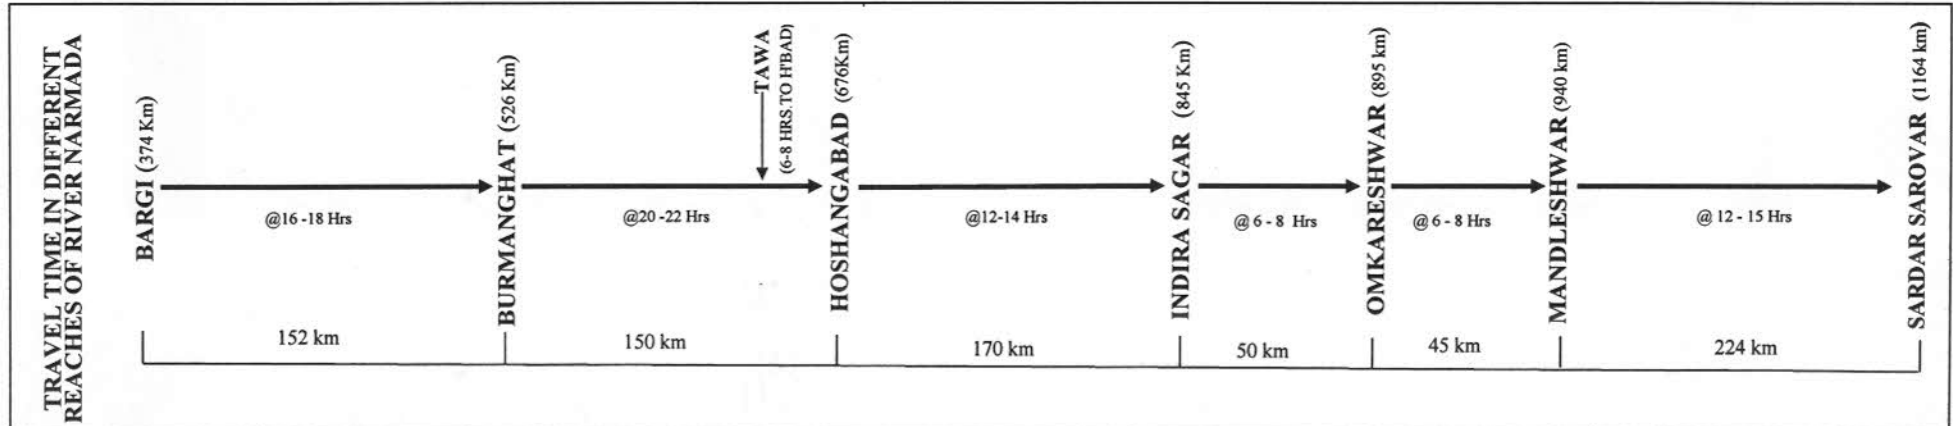 TRAVEL TIME IN DIFFERENT
REACHES OF RIVER NARMADA
BARGI (374 Km)
@16 -18 Hrs
BURMANGHAT (526 Km)
@20 -22 Hrs
TAWA
(6-8 HRS.TO H'BAD)
HOSHANGABAD (676Km)
@12-14 Hrs
INDIRA SAGAR (845 Km)
@ 6 - 8 Hrs
OMKARESHWAR (895 km)
@ 6 - 8 Hrs
MANDLESHWAR (940 km)
@ 12 - 15 Hrs
SARDAR SAROVAR (1164 km)
152 km
150 km
170 km
50 km
45 km
224 km